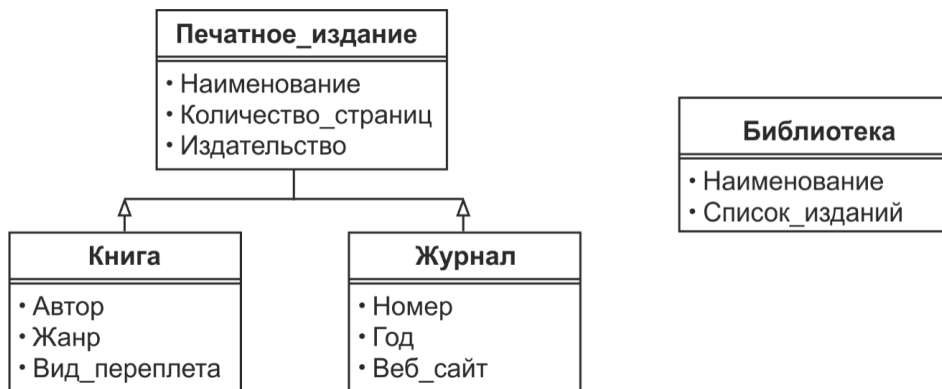 Печатное_издание
• Наименование
• Количество_страниц
• Издательство
Библиотека
• Наименование
• Список_изданий
Книга
• Автор
• Жанр
• Вид_переплета
Журнал
• Номер
• Год
• Веб_сайт